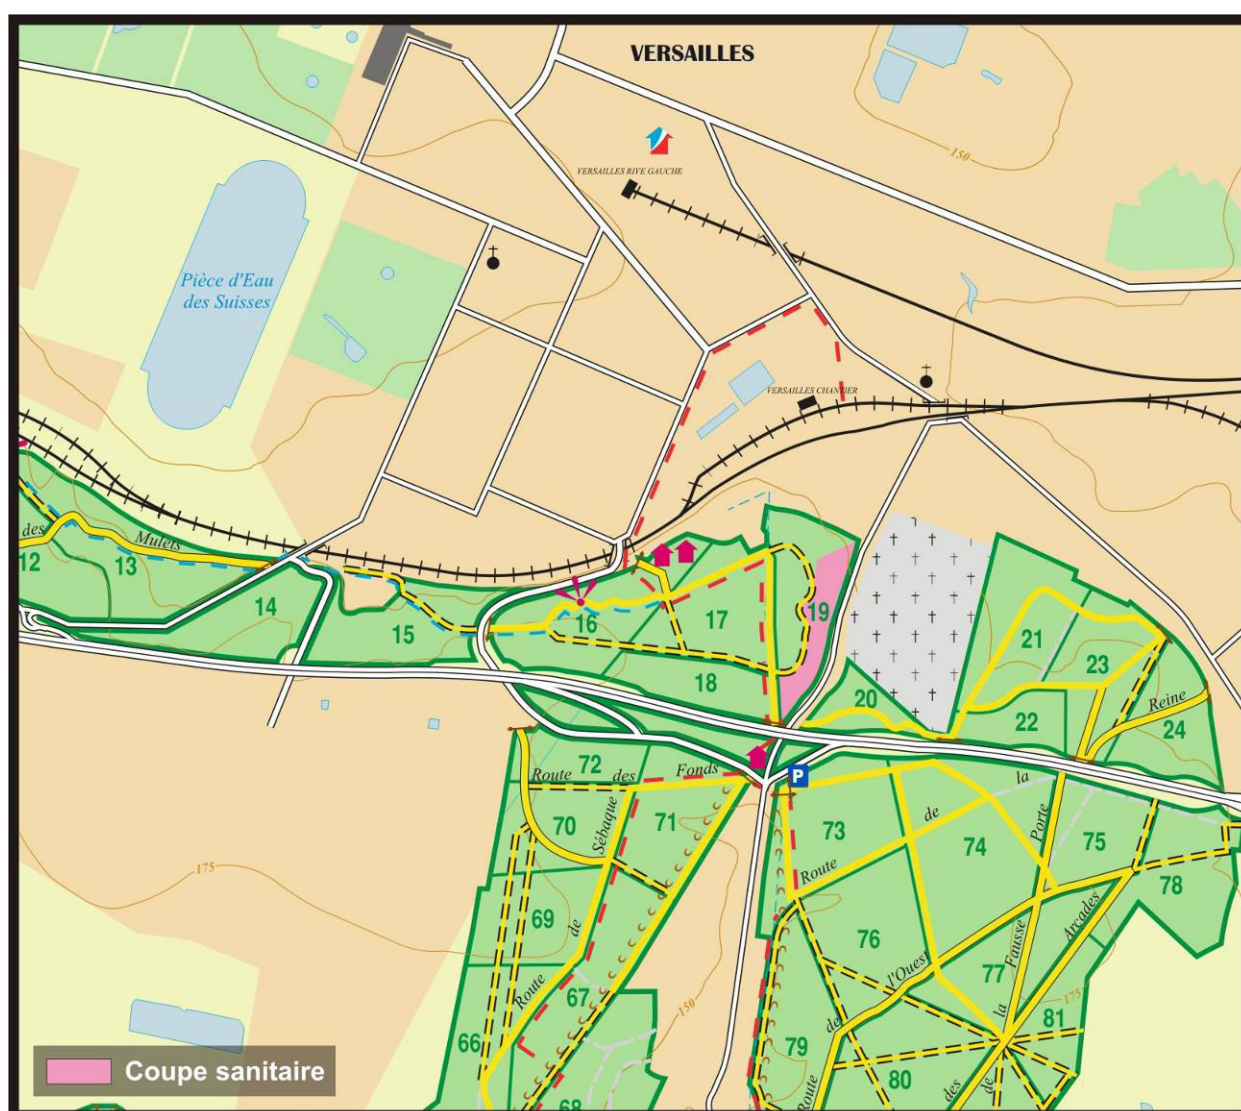 VERSAILLES
150
VERSAILLES RIVE GAUCHE
Pièce d'Eau
des Suisses
VERSAILLES CHANTIER
des
Mulets
12
13
14
15
16
17
18
19
20
21
22
23
24
Reine
la
de
Route
P
72
Route des Fonds
70
71
Sébaque
de
Route
69
67
66
68
73
74
75
Porte
Fausse
la
de
78
76
77
Arcades
des
l'Ouest
de
Route
175
79
80
81
175
150
Coupe sanitaire